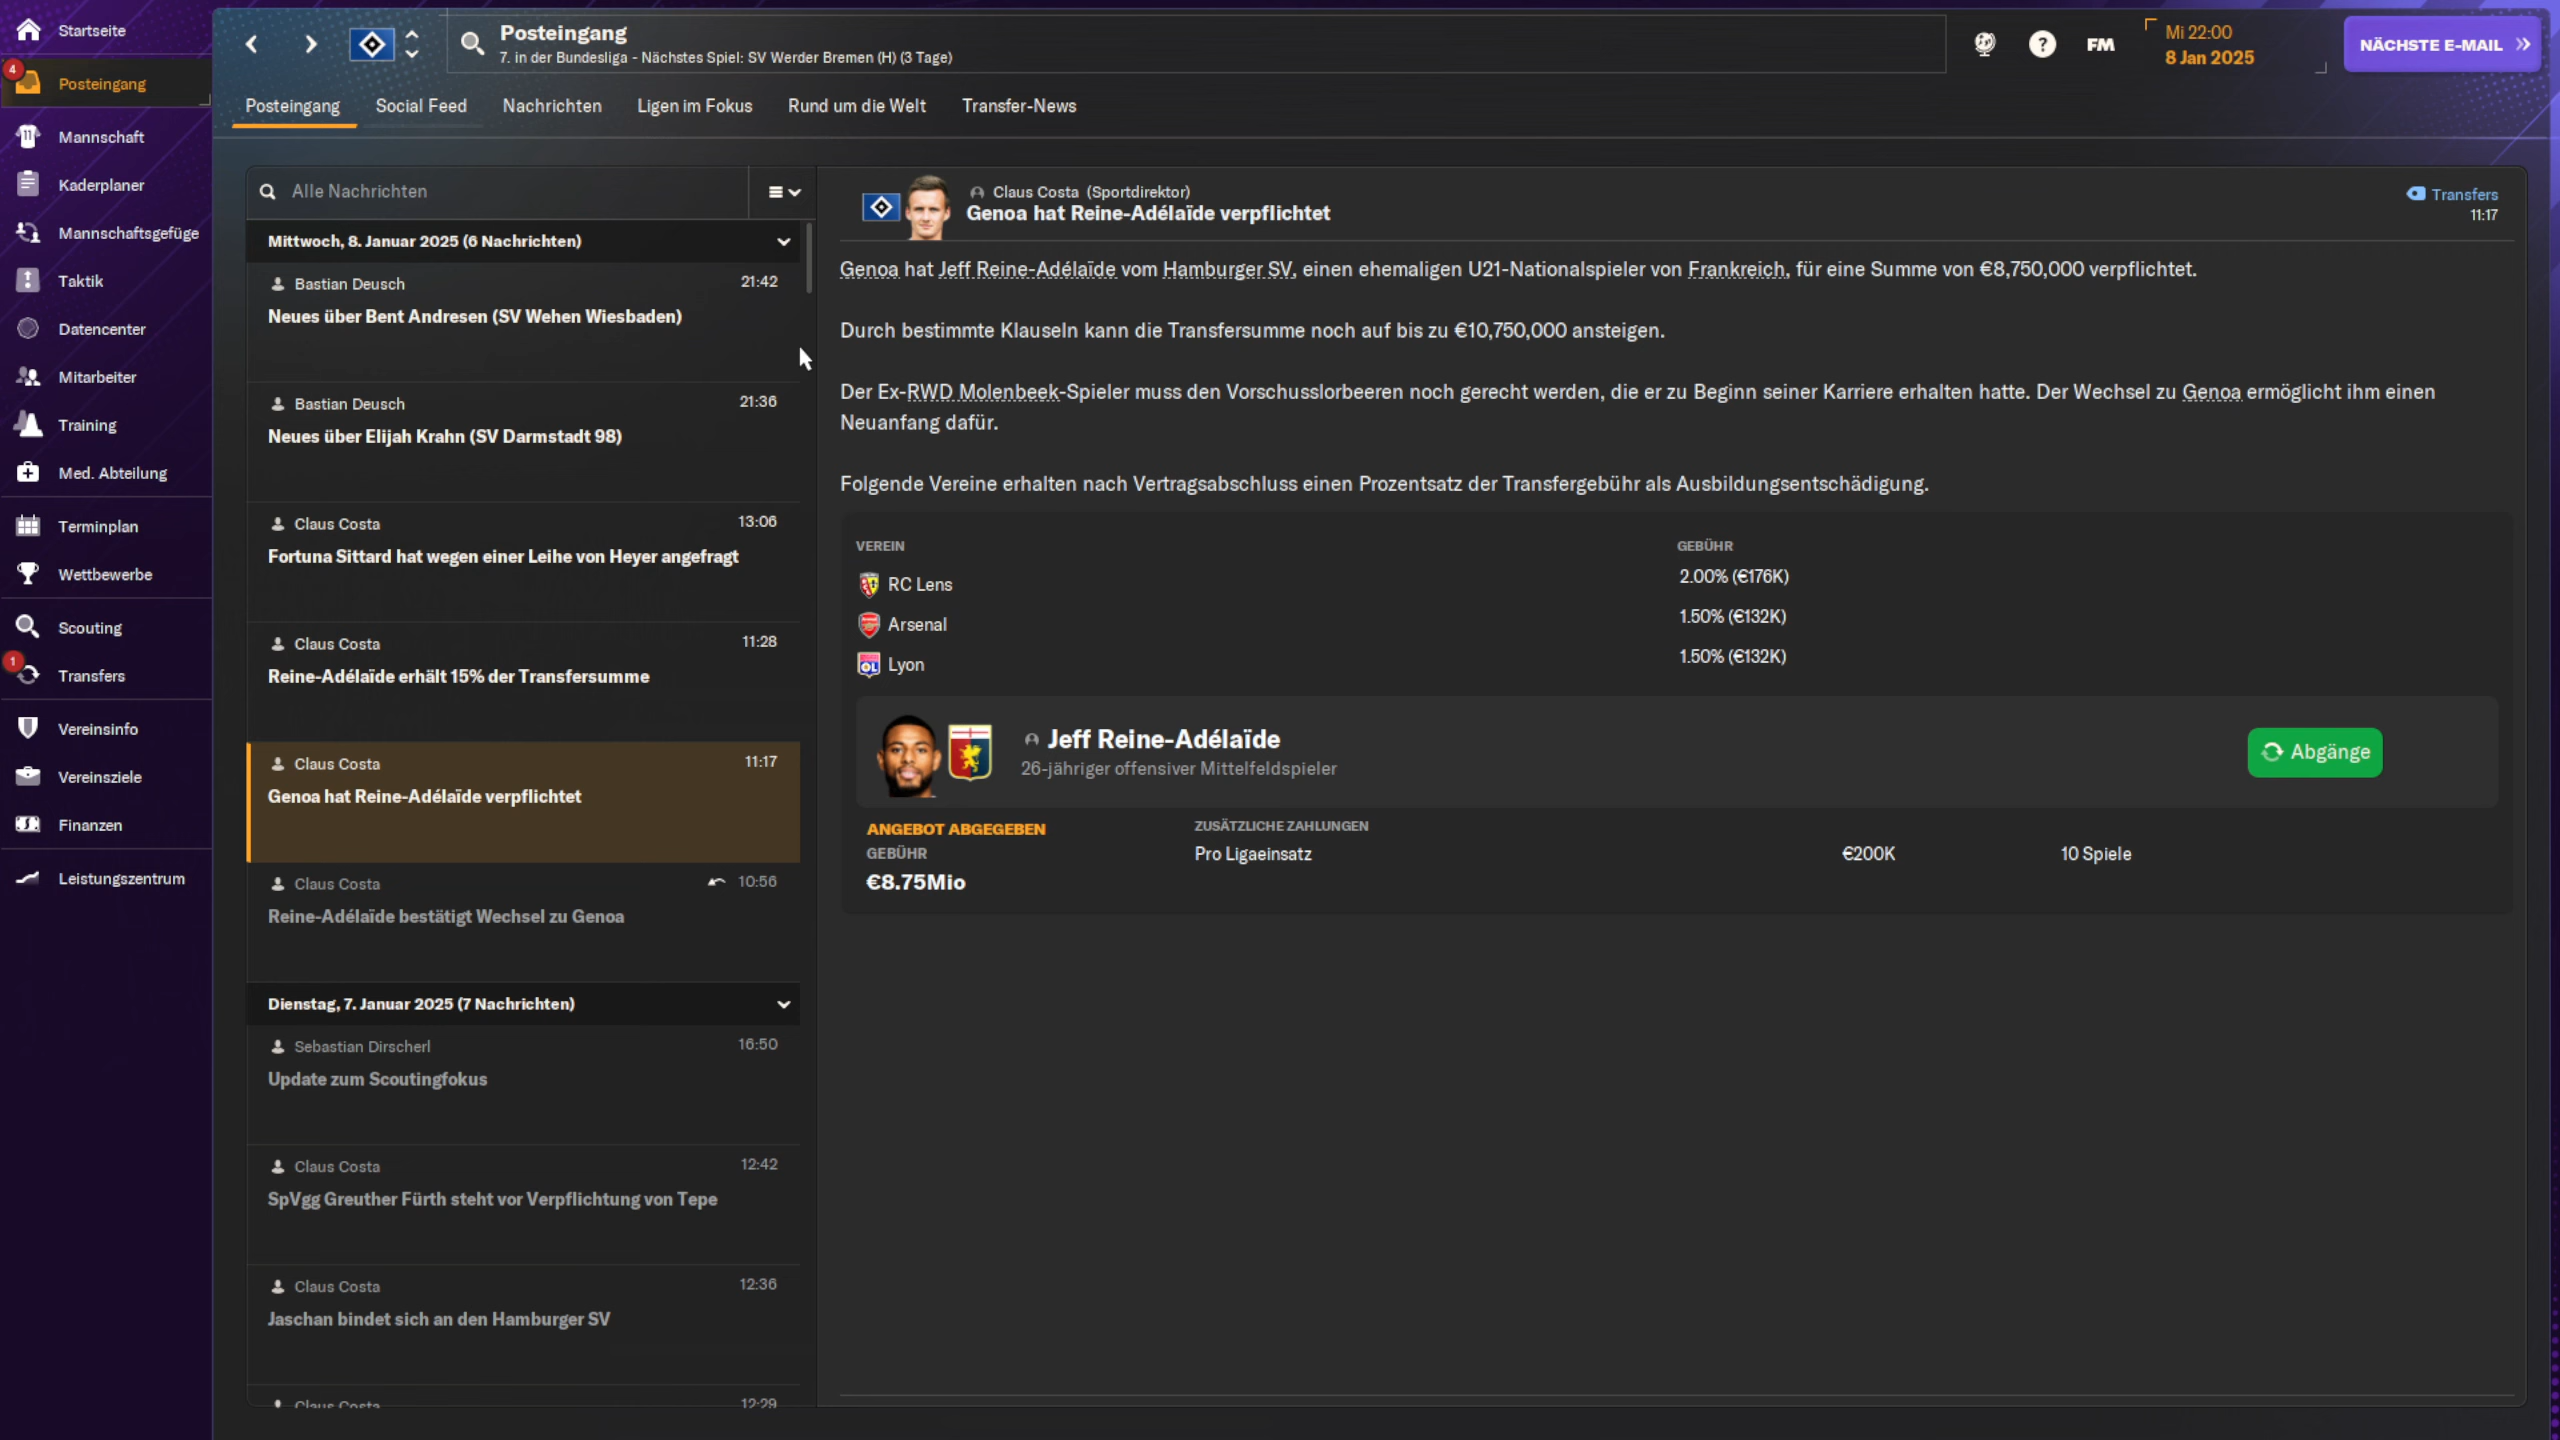 Startseite
4
Posteingang
Mannschaft
Kaderplaner
Mannschaftsgefüge
Taktik
Datencenter
Mitarbeiter
Training
Med. Abteilung
Terminplan
Wettbewerbe
Scouting
1
Transfers
Vereinsinfo
Vereinsziele
Finanzen
Leistungszentrum
Posteingang
7. in der Bundesliga - Nächstes Spiel: SV Werder Bremen (H) (3 Tage)
?
FM
Mi 22:00
8 Jan 2025
NÄCHSTE E-MAIL
Posteingang Social Feed Nachrichten Ligen im Fokus Rund um die Welt Transfer-News
Alle Nachrichten
Mittwoch, 8. Januar 2025 (6 Nachrichten)
Bastian Deusch 21:42
Neues über Bent Andresen (SV Wehen Wiesbaden)
Bastian Deusch 21:36
Neues über Elijah Krahn (SV Darmstadt 98)
Claus Costa 13:06
Fortuna Sittard hat wegen einer Leihe von Heyer angefragt
Claus Costa 11:28
Reine-Adélaïde erhält 15% der Transfersumme
Claus Costa 11:17
Genoa hat Reine-Adélaïde verpflichtet
Claus Costa 10:56
Reine-Adélaïde bestätigt Wechsel zu Genoa
Dienstag, 7. Januar 2025 (7 Nachrichten)
Sebastian Dirscherl 16:50
Update zum Scoutingfokus
Claus Costa 12:42
SpVgg Greuther Fürth steht vor Verpflichtung von Tepe
Claus Costa 12:36
Jaschan bindet sich an den Hamburger SV
Claus Costa 12:29
Claus Costa (Sportdirektor)
Genoa hat Reine-Adélaïde verpflichtet
Transfers
11:17
Genoa hat Jeff Reine-Adélaïde vom Hamburger SV, einen ehemaligen U21-Nationalspieler von Frankreich, für eine Summe von €8,750,000 verpflichtet.
Durch bestimmte Klauseln kann die Transfersumme noch auf bis zu €10,750,000 ansteigen.
Der Ex-RWD Molenbeek-Spieler muss den Vorschusslorbeeren noch gerecht werden, die er zu Beginn seiner Karriere erhalten hatte. Der Wechsel zu Genoa ermöglicht ihm einen
Neuanfang dafür.
Folgende Vereine erhalten nach Vertragsabschluss einen Prozentsatz der Transfergebühr als Ausbildungsentschädigung.
VEREIN GEBÜHR
RC Lens 2.00% (€176K)
Arsenal 1.50% (€132K)
Lyon 1.50% (€132K)
Jeff Reine-Adélaïde
26-jähriger offensiver Mittelfeldspieler
Abgänge
ANGEBOT ABGEGEBEN
GEBÜHR
€8.75Mio
ZUSÄTZLICHE ZAHLUNGEN
Pro Ligaeinsatz €200K 10 Spiele